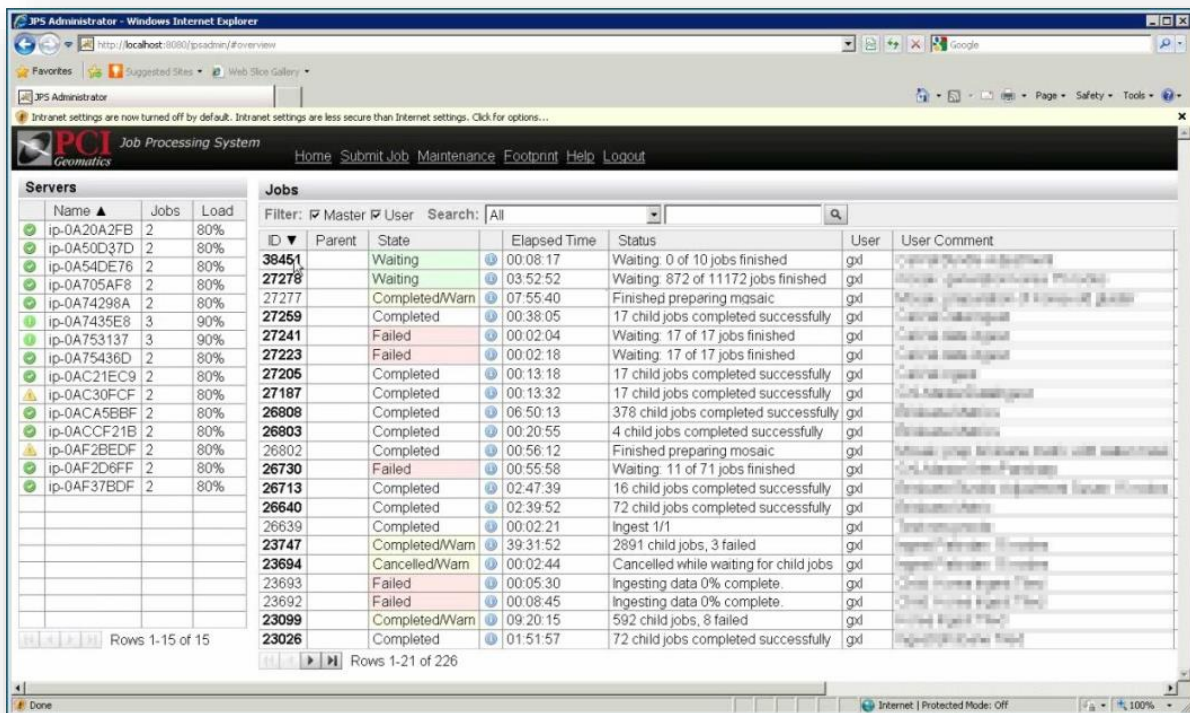 JPS Administrator - Windows Internet Explorer
http://localhost:8080/jpsadmin/#overview
Google
Favorites Suggested Sites Web Slice Gallery
JPS Administrator
Page Safety Tools
Intranet settings are now turned off by default. Intranet settings are less secure than Internet settings. Click for options...
PCI Geomatics Job Processing System
Home Submit Job Maintenance Footprint Help Logout
Servers
Name ▲ Jobs Load
ip-0A20A2FB 2 80%
ip-0A50D37D 2 80%
ip-0A54DE76 2 80%
ip-0A705AF8 2 80%
ip-0A74298A 2 80%
ip-0A7435E8 3 90%
ip-0A753137 3 90%
ip-0A75436D 2 80%
ip-0AC21EC9 2 80%
ip-0AC30FCF 2 80%
ip-0ACA5BBF 2 80%
ip-0ACCF21B 2 80%
ip-0AF2BEDF 2 80%
ip-0AF2D6FF 2 80%
ip-0AF37BDF 2 80%
Rows 1-15 of 15
Jobs
Filter: Master User Search: All
ID ▼ Parent State Elapsed Time Status User User Comment
38451 Waiting 00:08:17 Waiting: 0 of 10 jobs finished gxl
27278 Waiting 03:52:52 Waiting: 872 of 11172 jobs finished gxl
27277 Completed/Warn 07:55:40 Finished preparing mosaic gxl
27259 Completed 00:38:05 17 child jobs completed successfully gxl
27241 Failed 00:02:04 Waiting: 17 of 17 jobs finished gxl
27223 Failed 00:02:18 Waiting: 17 of 17 jobs finished gxl
27205 Completed 00:13:18 17 child jobs completed successfully gxl
27187 Completed 00:13:32 17 child jobs completed successfully gxl
26808 Completed 06:50:13 378 child jobs completed successfully gxl
26803 Completed 00:20:55 4 child jobs completed successfully gxl
26802 Completed 00:56:12 Finished preparing mosaic gxl
26730 Failed 00:55:58 Waiting: 11 of 71 jobs finished gxl
26713 Completed 02:47:39 16 child jobs completed successfully gxl
26640 Completed 02:39:52 72 child jobs completed successfully gxl
26639 Completed 00:02:21 Ingest 1/1 gxl
23747 Completed/Warn 39:31:52 2891 child jobs, 3 failed gxl
23694 Cancelled/Warn 00:02:44 Cancelled while waiting for child jobs gxl
23693 Failed 00:05:30 Ingesting data 0% complete. gxl
23692 Failed 00:08:45 Ingesting data 0% complete. gxl
23099 Completed/Warn 09:20:15 592 child jobs, 8 failed gxl
23026 Completed 01:51:57 72 child jobs completed successfully gxl
Rows 1-21 of 226
Done
Internet | Protected Mode: Off
100%